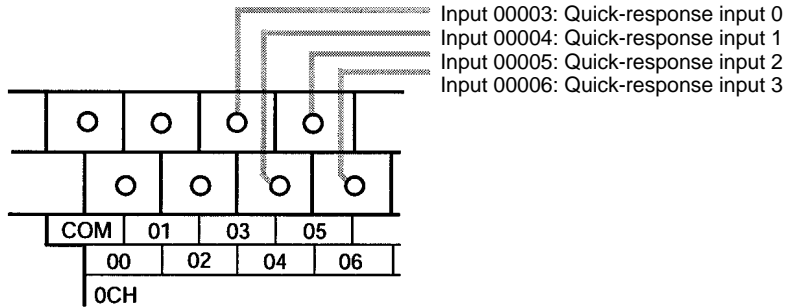 Input 00003: Quick-response input 0
Input 00004: Quick-response input 1
Input 00005: Quick-response input 2
Input 00006: Quick-response input 3
COM 01 03 05
00 02 04 06
0CH